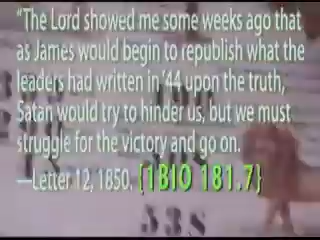 "The Lord showed me some weeks ago that
as James would begin to republish what the
leaders had written in '44 upon the truth,
Satan would try to hinder us, but we must
struggle for the victory and go on.
—Letter 12, 1850. {1BIO 181.7}
538